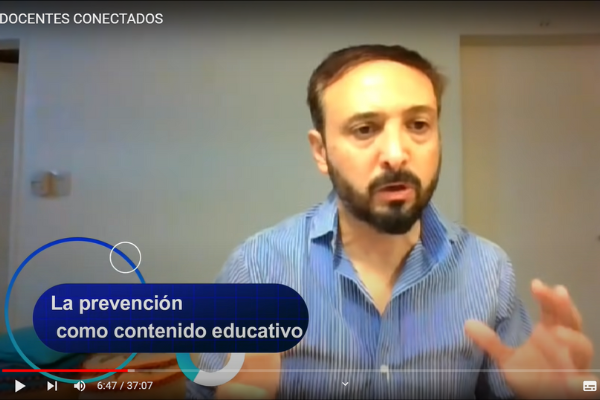 DOCENTES CONECTADOS
La prevención
como contenido educativo
6:47 / 37:07